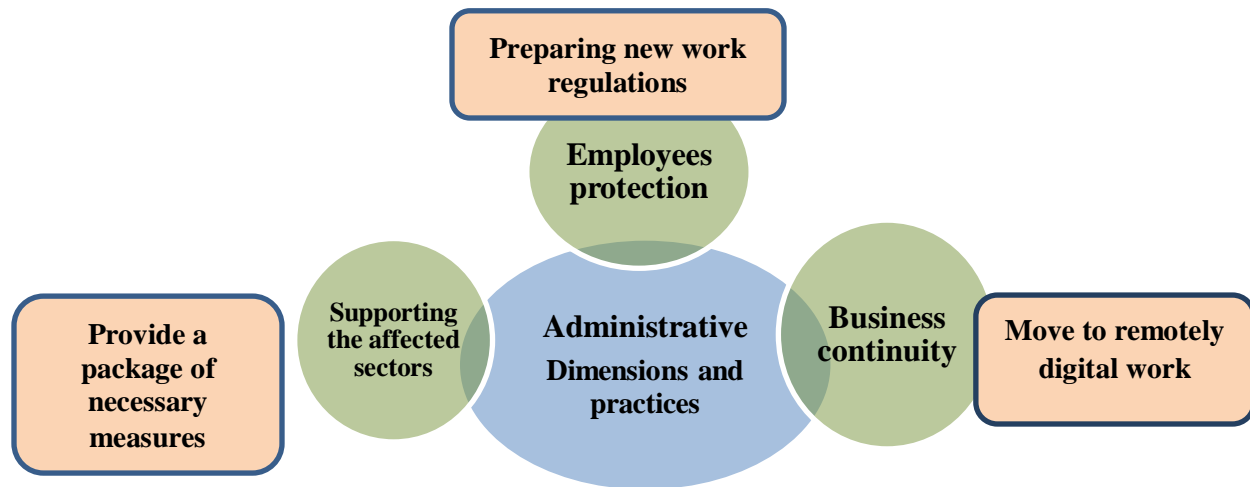 Preparing new work
regulations
Employees
protection
Supporting
the affected
sectors
Administrative
Dimensions and
practices
Business
continuity
Provide a
package of
necessary
measures
Move to remotely
digital work